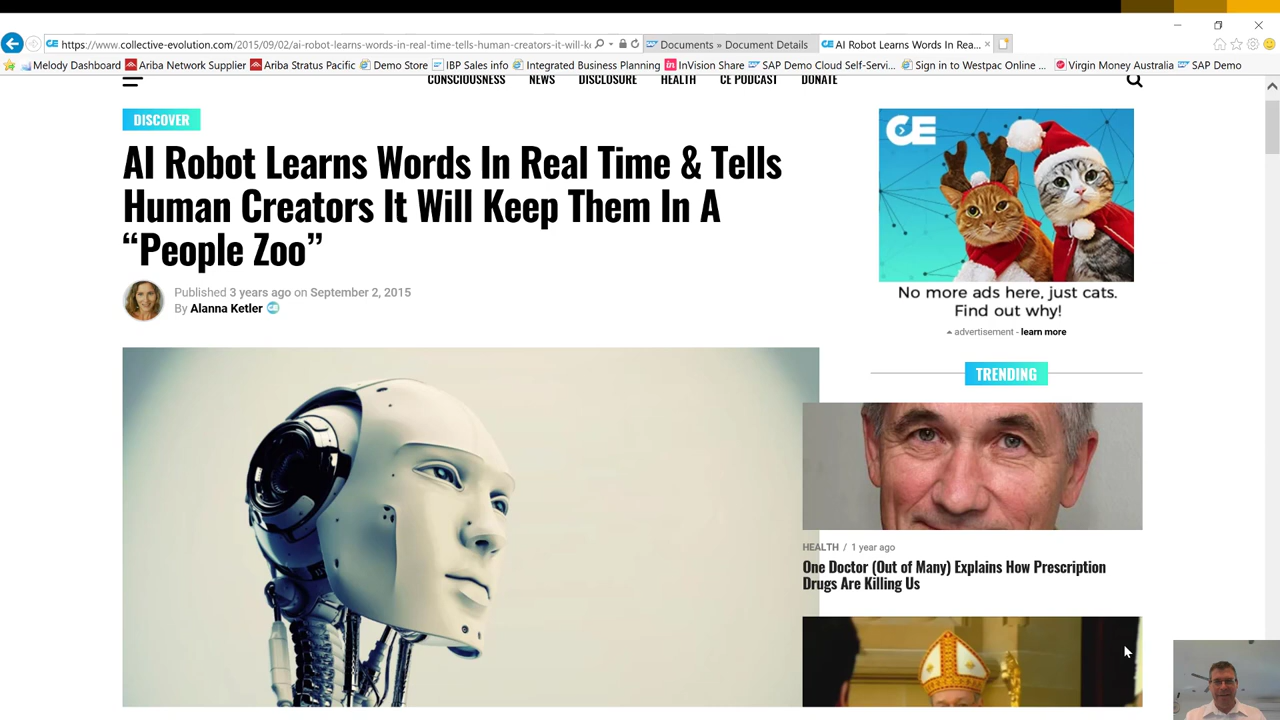 https://www.collective-evolution.com/2015/09/02/ai-robot-learns-words-in-real-time-tells-human-creators-it-will-k
Documents » Document Details
AI Robot Learns Words In Rea...
Melody Dashboard
Ariba Network Supplier
Ariba Stratus Pacific
Demo Store
IBP Sales info
Integrated Business Planning
InVision Share
SAP Demo Cloud Self-Servi...
Sign in to Westpac Online ...
Virgin Money Australia
SAP Demo
CONSCIOUSNESS
NEWS
DISCLOSURE
HEALTH
CE PODCAST
DONATE
DISCOVER
AI Robot Learns Words In Real Time & Tells
Human Creators It Will Keep Them In A
“People Zoo”
Published 3 years ago on September 2, 2015
By Alanna Ketler
CE
No more ads here, just cats.
Find out why!
advertisement - learn more
TRENDING
HEALTH / 1 year ago
One Doctor (Out of Many) Explains How Prescription
Drugs Are Killing Us